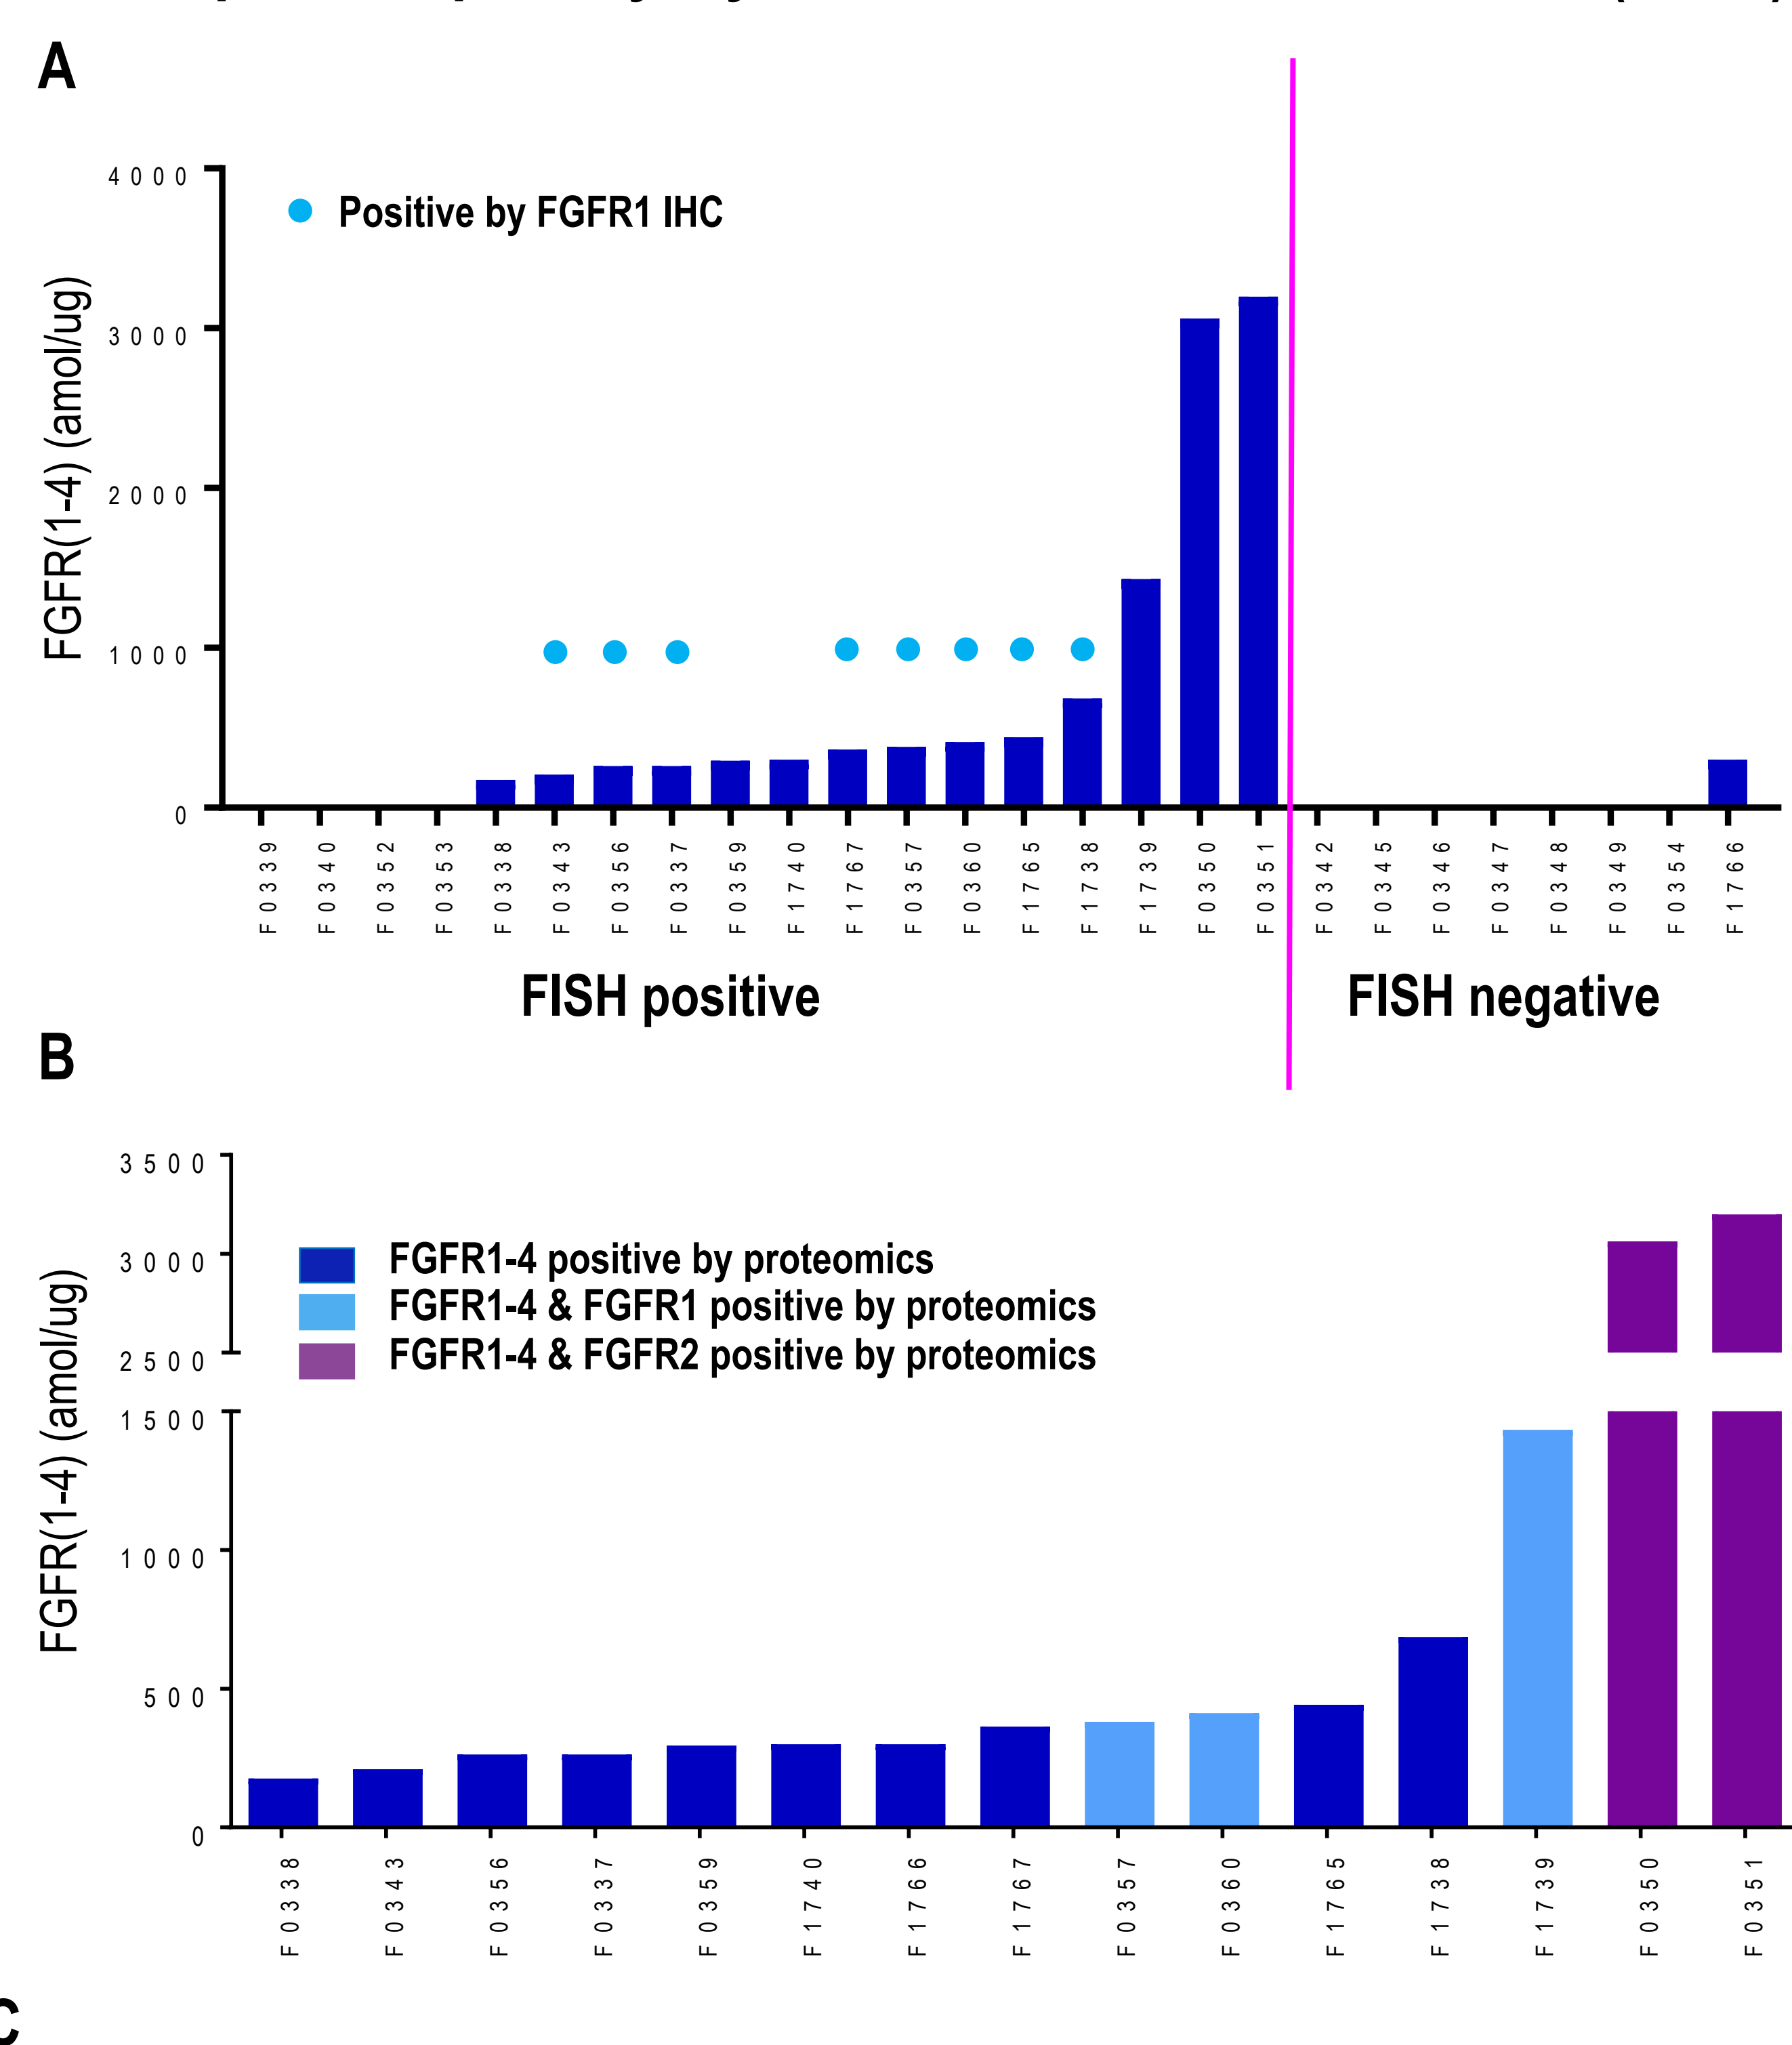 A
4000
3000
2000
1000
0
FGFR(1-4) (amol/ug)
Positive by FGFR1 IHC
F0339
F0340
F0352
F0353
F0338
F0343
F0356
F0337
F0359
F1740
F1767
F0357
F0360
F1765
F1738
F1739
F0350
F0351
F0342
F0345
F0346
F0347
F0348
F0349
F0354
F1766
FISH positive
FISH negative
B
3500
3000
2500
1500
1000
500
0
FGFR(1-4) (amol/ug)
FGFR1-4 positive by proteomics
FGFR1-4 & FGFR1 positive by proteomics
FGFR1-4 & FGFR2 positive by proteomics
F0338
F0343
F0356
F0337
F0359
F1740
F1766
F1767
F0357
F0360
F1765
F1738
F1739
F0350
F0351
C